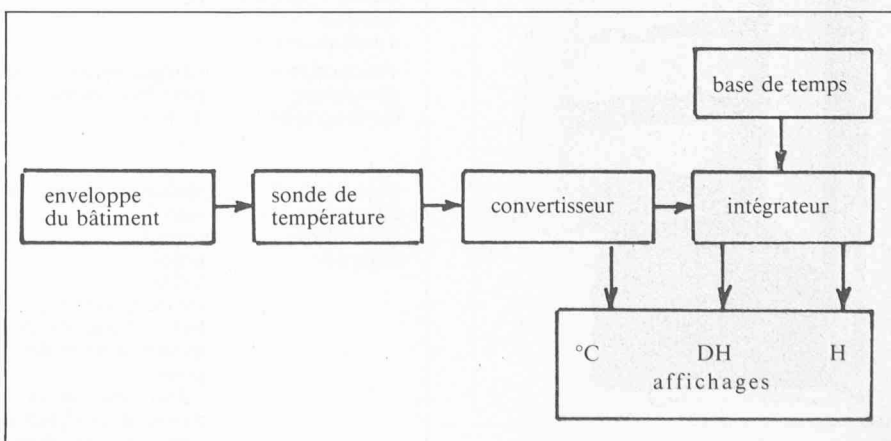 base de temps
enveloppe
du bâtiment
sonde de
température
convertisseur
intégrateur
°C DH H
affichages